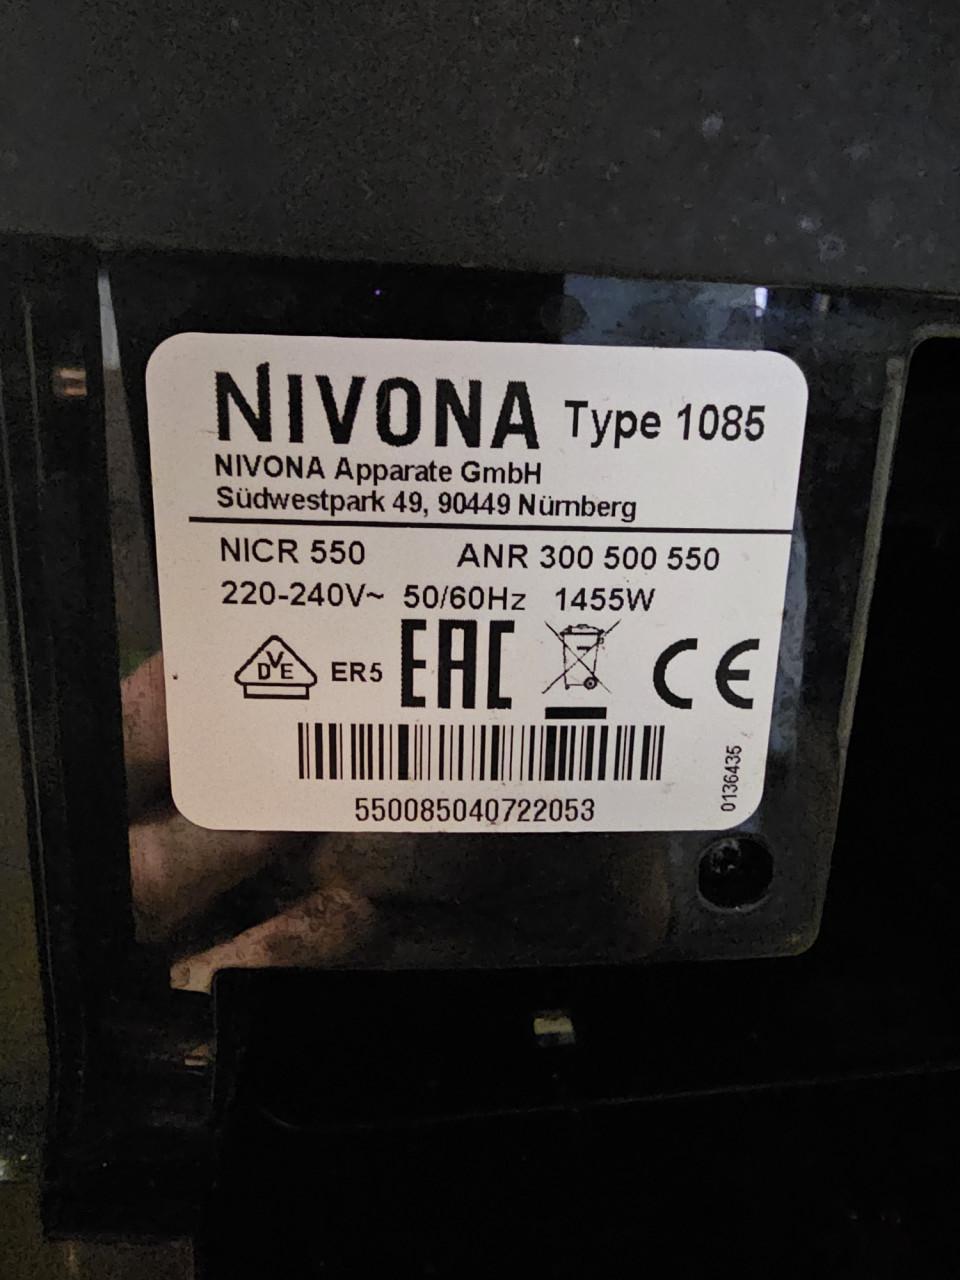 NIVONA Type 1085
NIVONA Apparate GmbH
Südwestpark 49, 90449 Nürnberg
NICR 550 ANR 300 500 550
220-240V~ 50/60Hz 1455W
DVE ER5 EAC CE
550085040722053
0136435